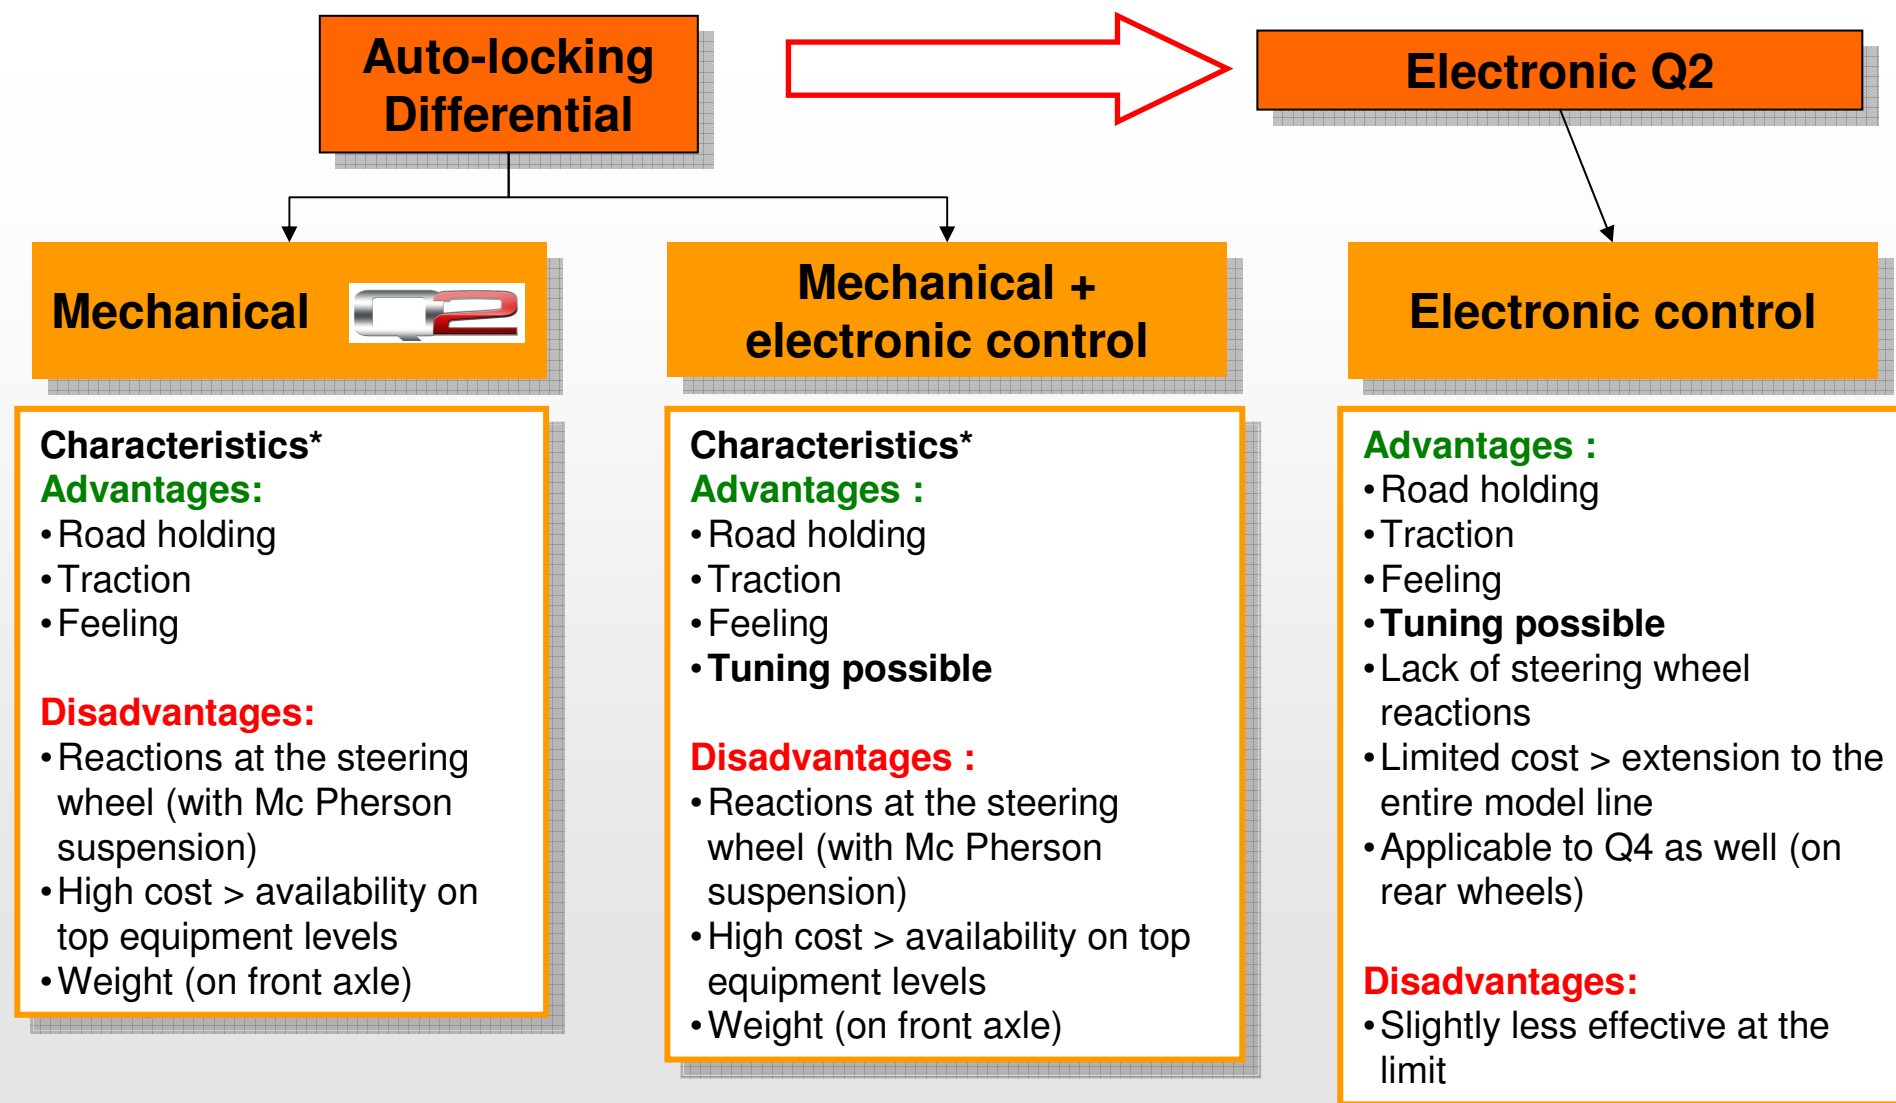 Auto-locking
Differential
Electronic Q2
Mechanical Q2
Mechanical +
electronic control
Electronic control
Characteristics*
Advantages:
•Road holding
•Traction
•Feeling
Disadvantages:
•Reactions at the steering
wheel (with Mc Pherson
suspension)
•High cost > availability on
top equipment levels
•Weight (on front axle)
Characteristics*
Advantages :
•Road holding
•Traction
•Feeling
•Tuning possible
Disadvantages :
•Reactions at the steering
wheel (with Mc Pherson
suspension)
•High cost > availability on top
equipment levels
•Weight (on front axle)
Advantages :
•Road holding
•Traction
•Feeling
•Tuning possible
•Lack of steering wheel
reactions
•Limited cost > extension to the
entire model line
•Applicable to Q4 as well (on
rear wheels)
Disadvantages:
•Slightly less effective at the
limit